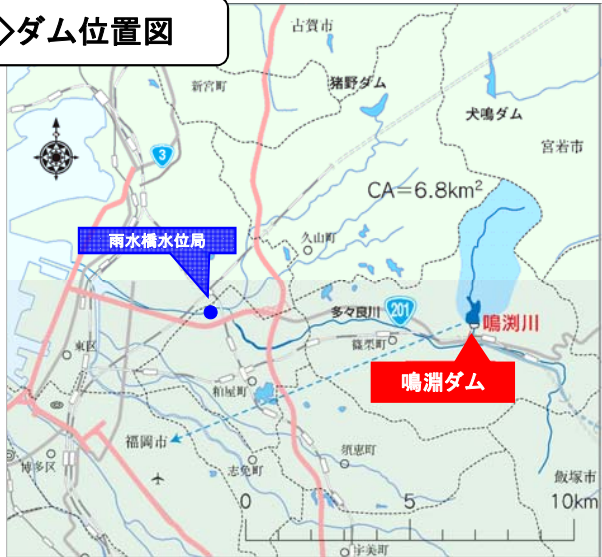 ダム位置図
古賀市
新宮町
猪野ダム
犬鳴ダム
宮若市
3
CA=6.8km²
雨水橋水位局
久山町
多々良川
201
鳴渕川
東区
篠栗町
鳴淵ダム
粕屋町
福岡市
須恵町
博多区
志免町
飯塚市
0
5
10km
宇美町